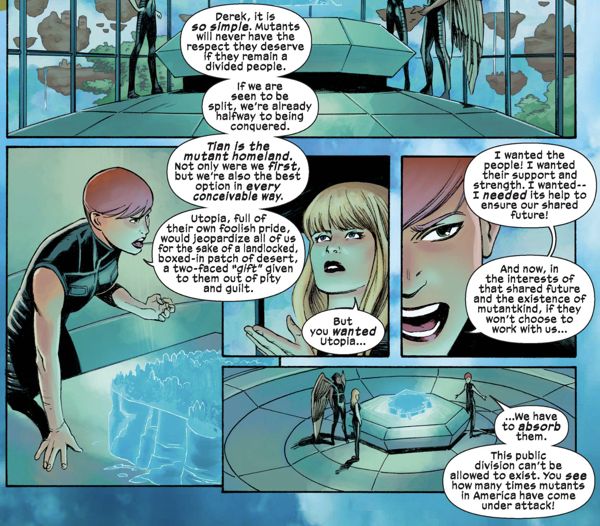 Derek, it is
so simple. Mutants
will never have the
respect they deserve
if they remain a
divided people.
If we are
seen to be
split, we're already
halfway to being
conquered.
Tian is the
mutant homeland.
Not only were we first,
but we're also the best
option in every
conceivable way.
Utopia, full of
their own foolish pride,
would jeopardize all of us
for the sake of a landlocked,
boxed-in patch of desert,
a two-faced "gift" given
to them out of pity
and guilt.
But
you wanted
Utopia...
I wanted the
people! I wanted
their support and
strength. I wanted--
I needed its help to
ensure our shared
future!
And now, in
the interests of
that shared future
and the existence of
mutantkind, if they
won't choose to
work with us...
...We have
to absorb
them.
This public
division can't be
allowed to exist. You see
how many times mutants
in America have come
under attack!